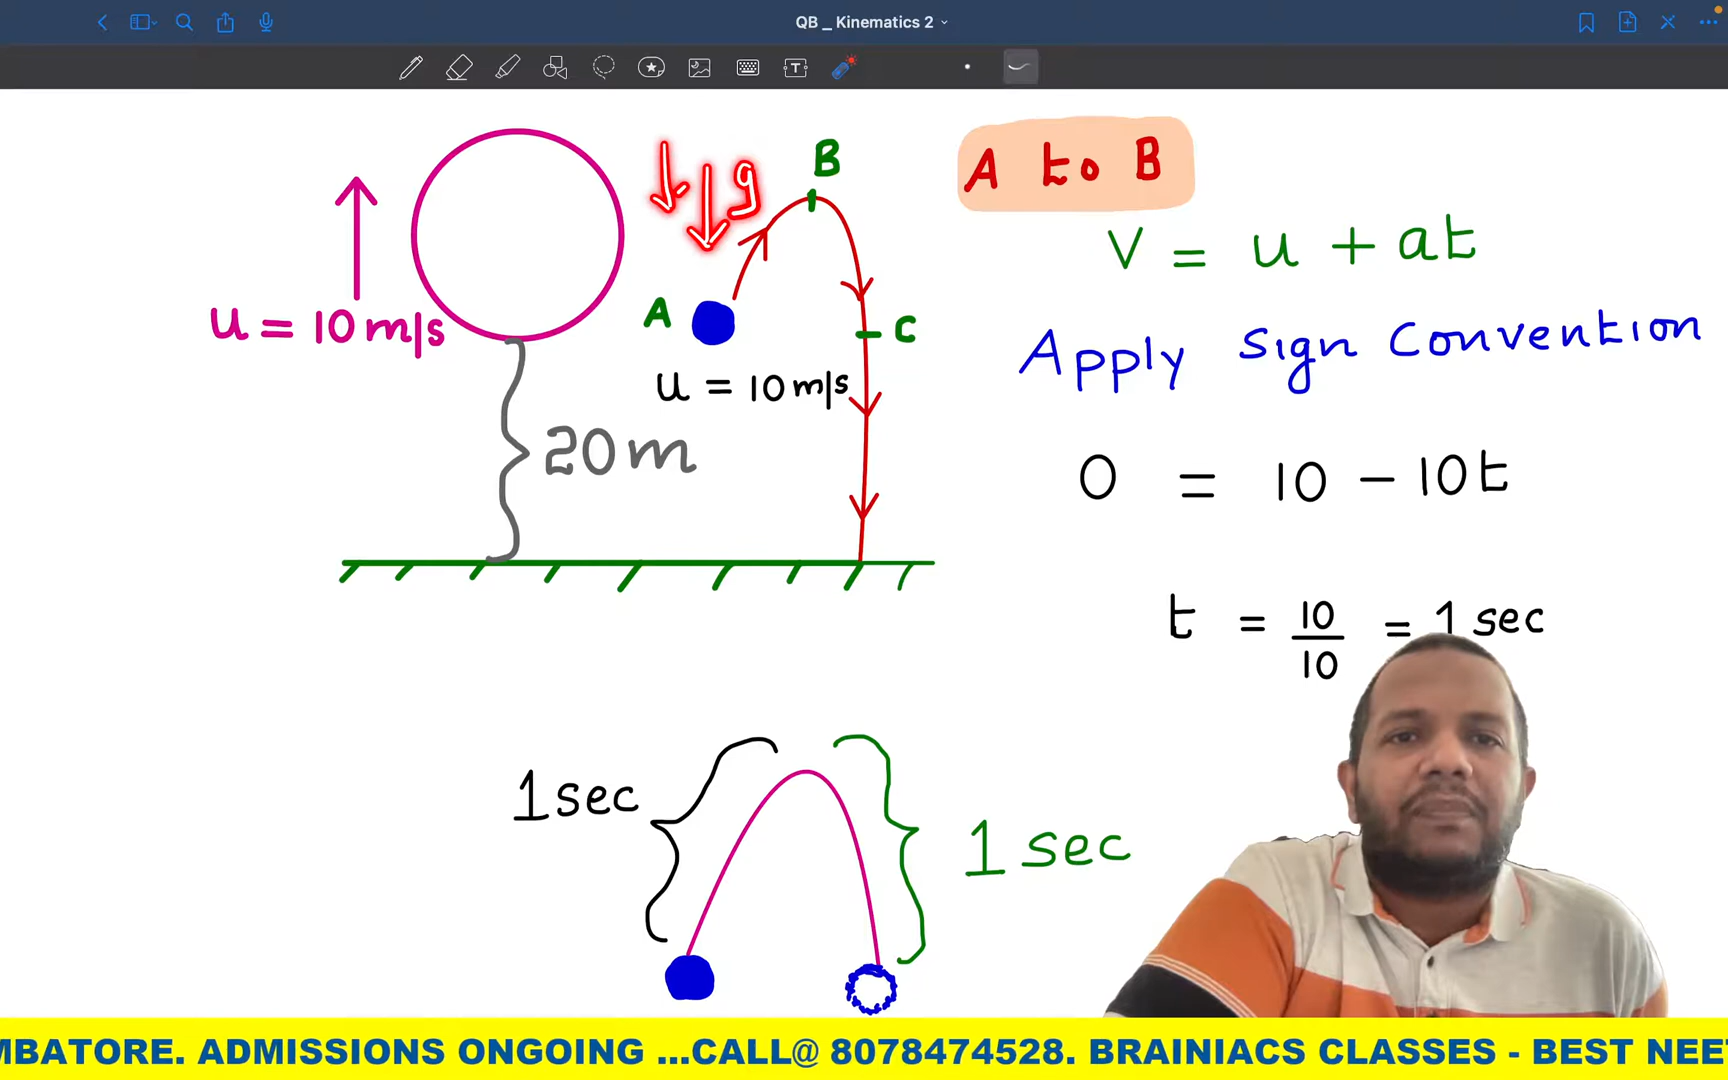 QB _ Kinematics 2
T
g
B
A to B
v = u + at
A
u = 10 m/s
C
Apply Sign Convention
u = 10 m/s
20 m
0 = 10 - 10t
t = 10/10 = 1 sec
1 sec
1 sec
MBATORE. ADMISSIONS ONGOING ...CALL@ 8078474528. BRAINIACS CLASSES - BEST NEE